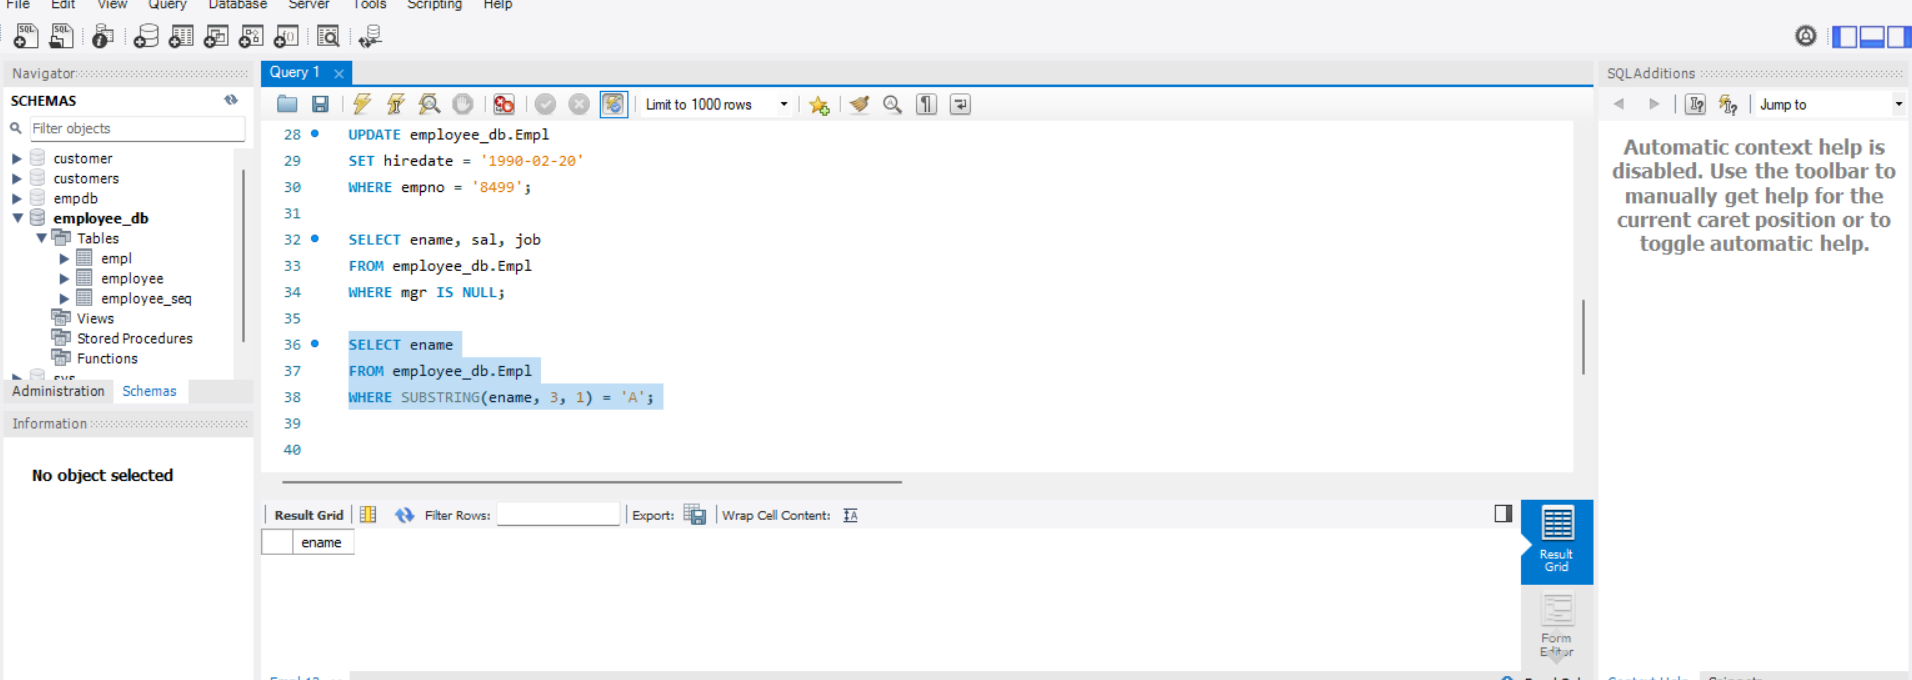 File Edit View Query Database Server Tools Scripting Help
Navigator
SCHEMAS
Filter objects
customer
customers
empdb
employee_db
Tables
empl
employee
employee_seq
Views
Stored Procedures
Functions
sys
Administration Schemas
Information
No object selected
Query 1
Limit to 1000 rows
28 UPDATE employee_db.Empl
29 SET hiredate = '1990-02-20'
30 WHERE empno = '8499';
31
32 SELECT ename, sal, job
33 FROM employee_db.Empl
34 WHERE mgr IS NULL;
35
36 SELECT ename
37 FROM employee_db.Empl
38 WHERE SUBSTRING(ename, 3, 1) = 'A';
39
40
Result Grid Filter Rows: Export: Wrap Cell Content:
ename
Result
Grid
Form
Editor
SQLAdditions
Jump to
Automatic context help is
disabled. Use the toolbar to
manually get help for the
current caret position or to
toggle automatic help.